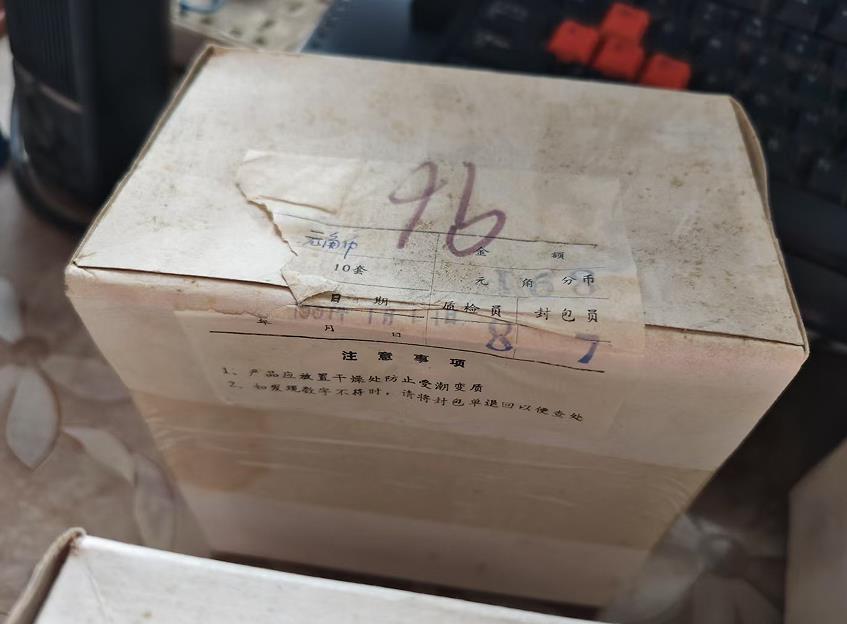 96
元角币 金 额
10套 元 角 分币
日 期 质检员 封包员
年 月 日 8 7
注 意 事 项
1、产品应放置干燥处防止受潮变质
2、如发现数字不符时，请将封包单退回以便查处